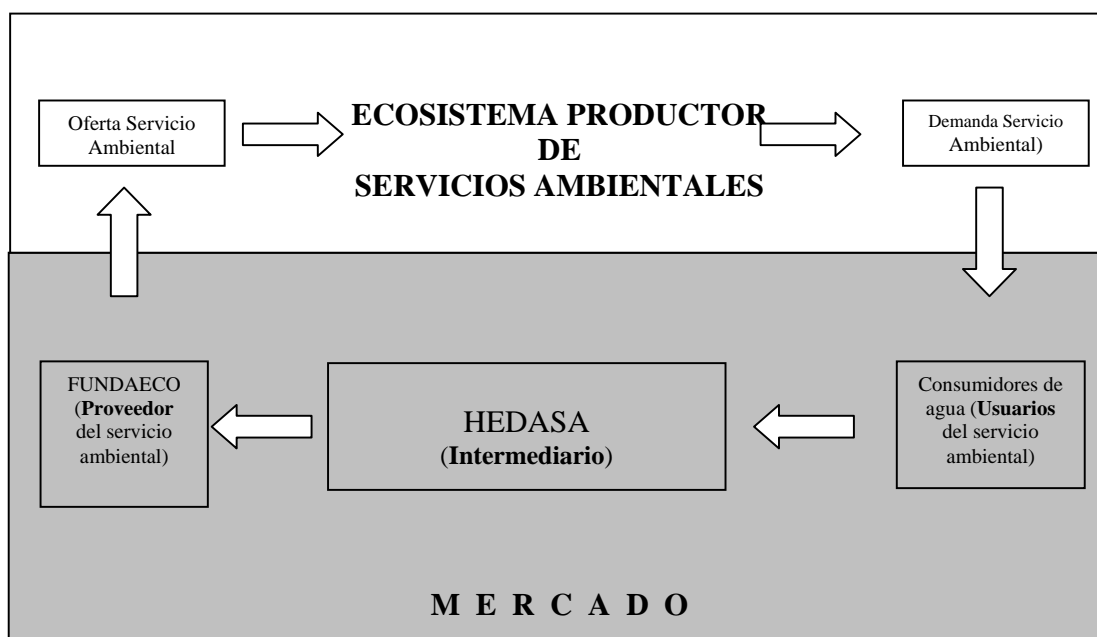 Oferta Servicio
Ambiental
ECOSISTEMA PRODUCTOR
DE
SERVICIOS AMBIENTALES
Demanda Servicio
Ambiental)
FUNDAECO
(Proveedor
del servicio
ambiental)
HEDASA
(Intermediario)
Consumidores de
agua (Usuarios
del servicio
ambiental)
M E R C A D O